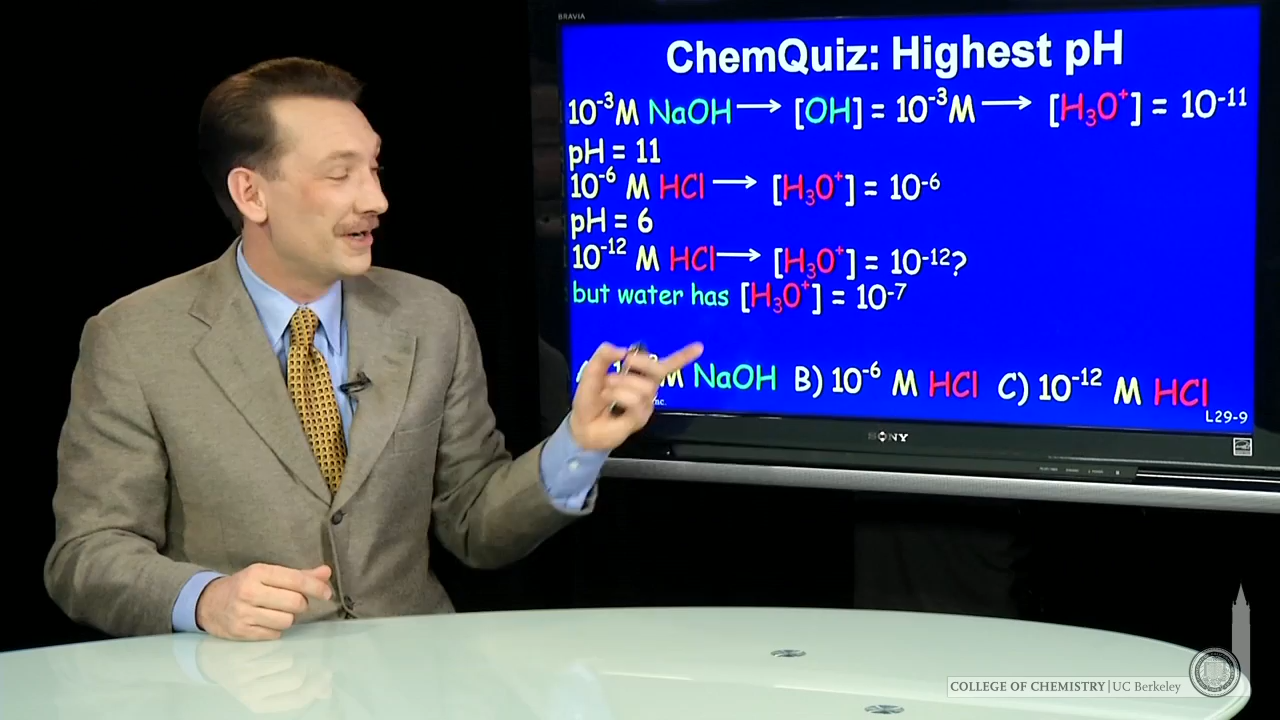 BRAVIA
ChemQuiz: Highest pH
10⁻³M NaOH ⟶ [OH] = 10⁻³M ⟶ [H₃O⁺] = 10⁻¹¹
pH = 11
10⁻⁶ M HCl ⟶ [H₃O⁺] = 10⁻⁶
pH = 6
10⁻¹² M HCl ⟶ [H₃O⁺] = 10⁻¹²?
but water has [H₃O⁺] = 10⁻⁷
M NaOH B) 10⁻⁶ M HCl C) 10⁻¹² M HCl
L29-9
SONY
COLLEGE OF CHEMISTRY | UC Berkeley